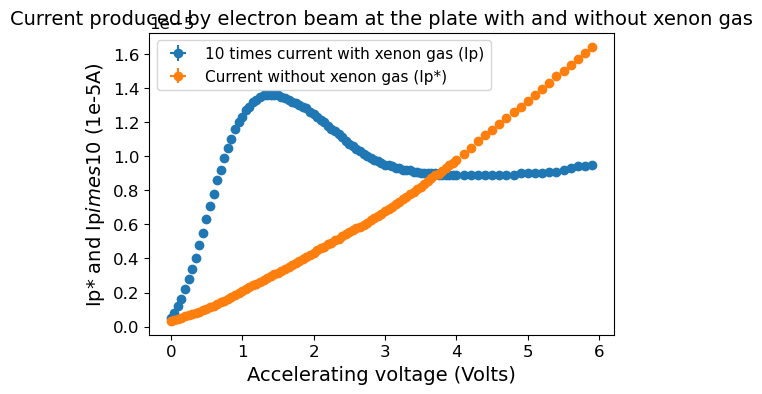 Current produced by electron beam at the plate with and without xenon gas
1e−5
10 times current with xenon gas (Ip)
Current without xenon gas (Ip*)
Ip* and Ipimes10 (1e-5A)
1.6
1.4
1.2
1.0
0.8
0.6
0.4
0.2
0.0
0 1 2 3 4 5 6
Accelerating voltage (Volts)